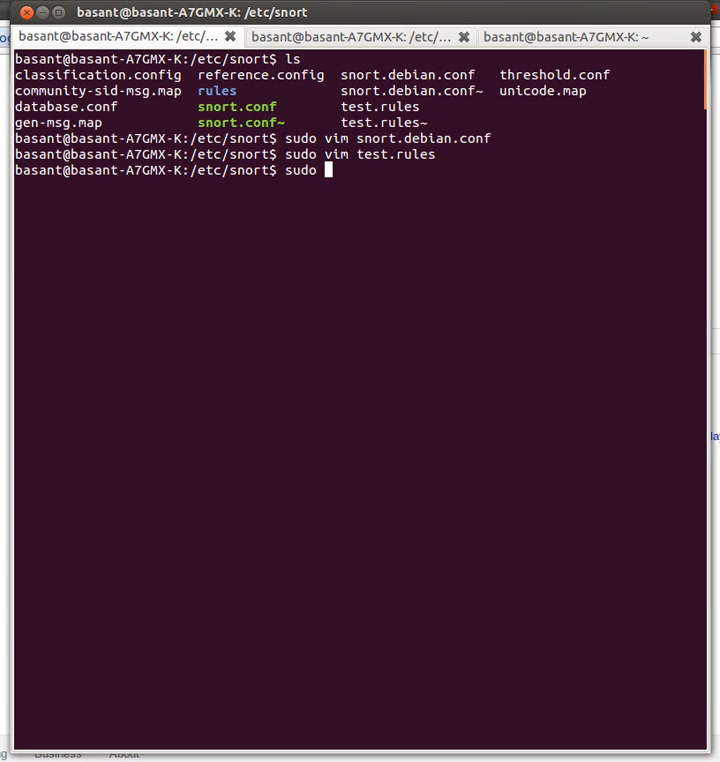 basant@basant-A7GMX-K: /etc/snort
basant@basant-A7GMX-K: /etc/... basant@basant-A7GMX-K: /etc/... basant@basant-A7GMX-K: ~
basant@basant-A7GMX-K:/etc/snort$ ls
classification.config reference.config snort.debian.conf threshold.conf
community-sid-msg.map rules snort.debian.conf~ unicode.map
database.conf snort.conf test.rules
gen-msg.map snort.conf~ test.rules~
basant@basant-A7GMX-K:/etc/snort$ sudo vim snort.debian.conf
basant@basant-A7GMX-K:/etc/snort$ sudo vim test.rules
basant@basant-A7GMX-K:/etc/snort$ sudo
Business About